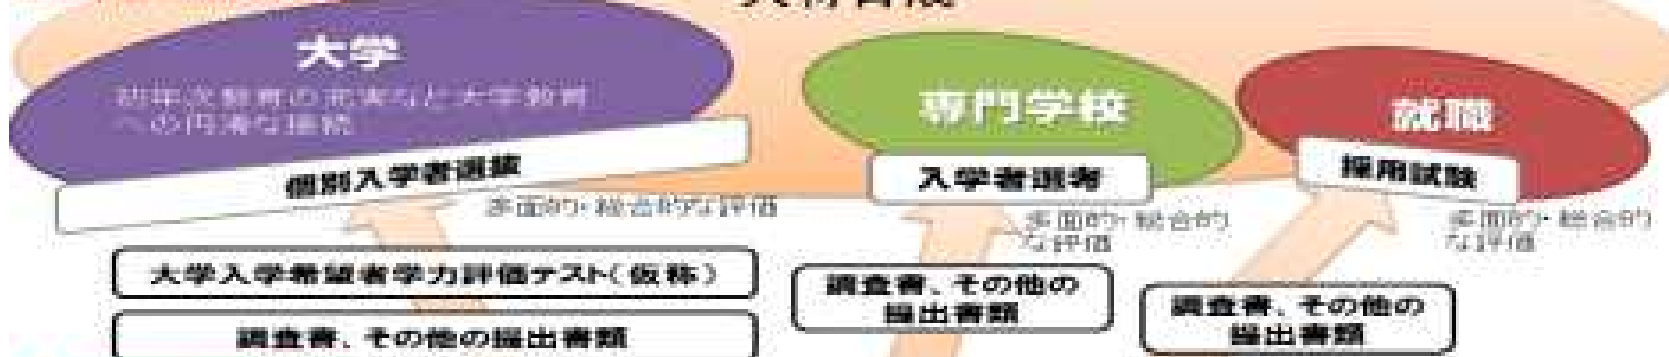 人材育成
大学
初年次教育の充実など大学教育
への円滑な接続
個別入学者選抜
多面的・総合的な評価
大学入学希望者学力評価テスト(仮称)
調査書、その他の提出書類
専門学校
入学者選考
多面的・総合的
な評価
調査書、その他の
提出書類
就職
採用試験
多面的・総合的
な評価
調査書、その他の
提出書類